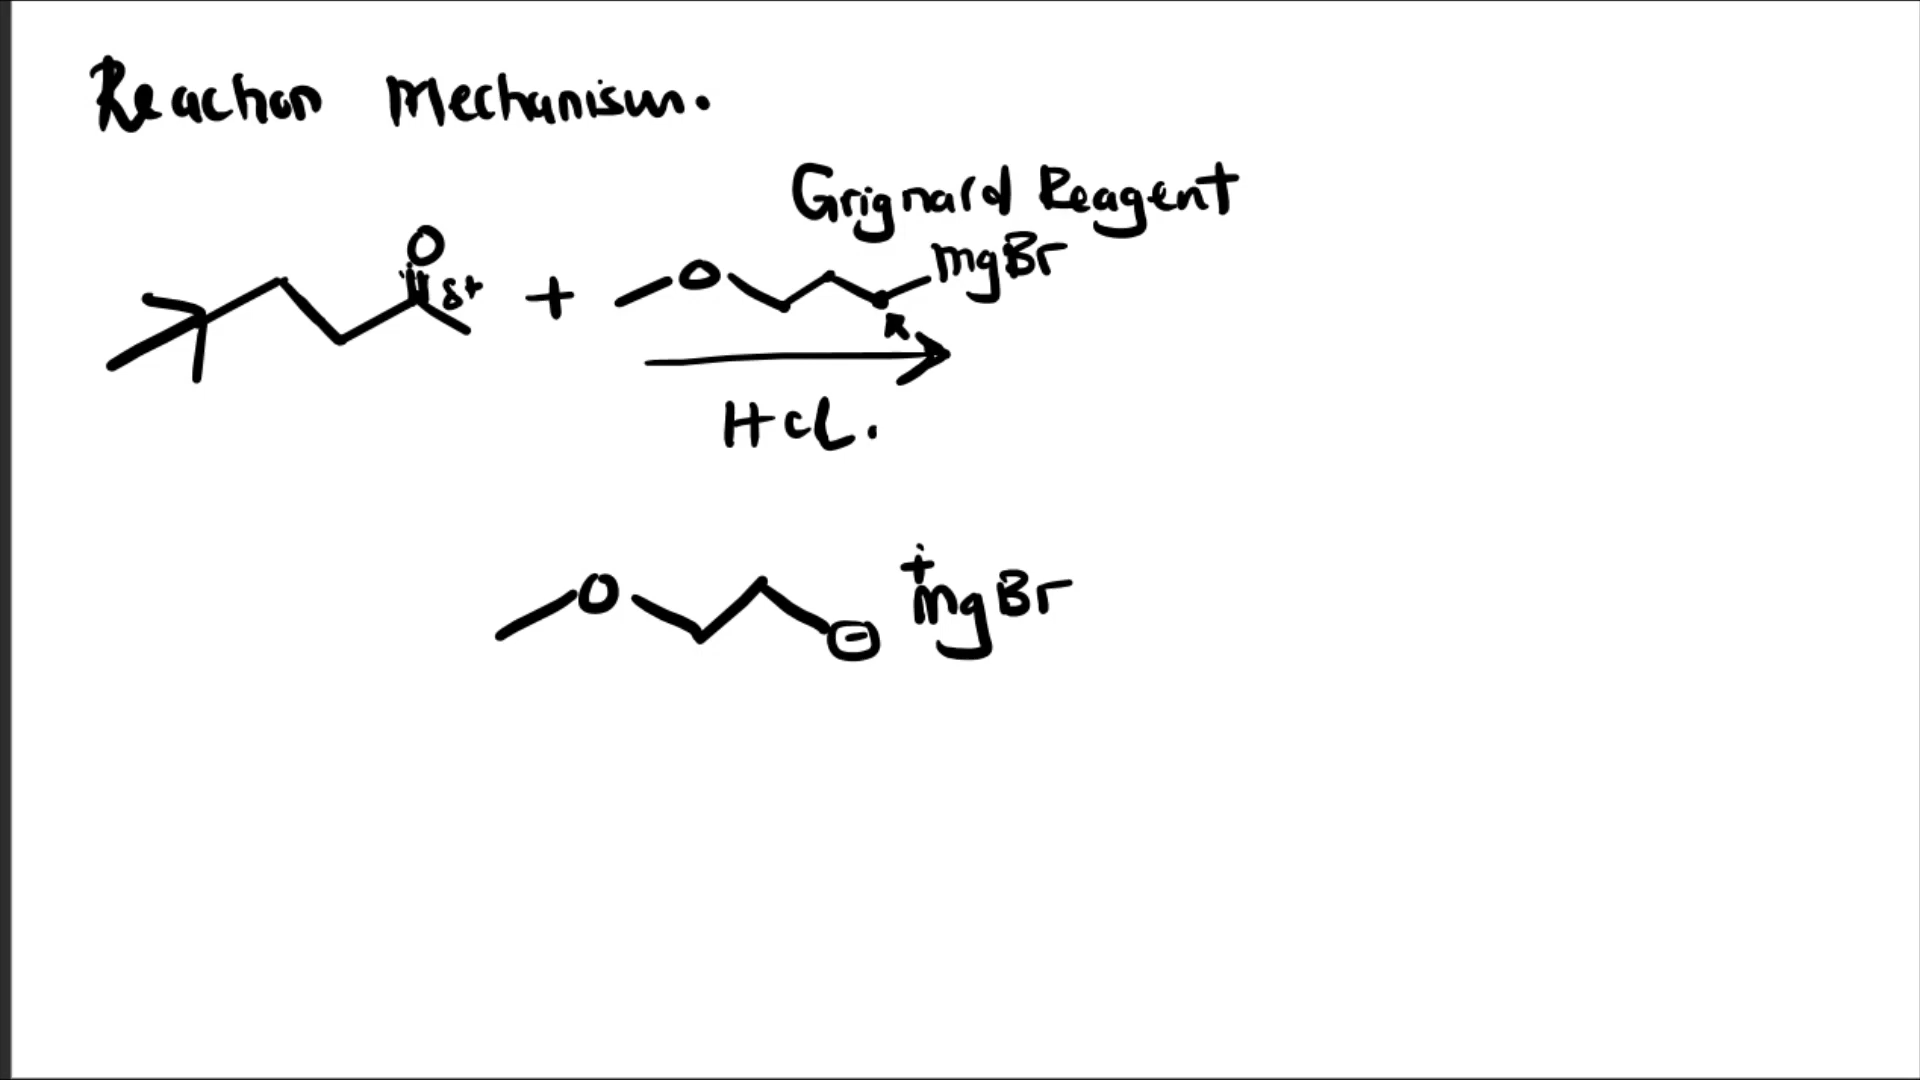 Reaction Mechanism.
Grignard Reagent
O δ+ + O MgBr
HCl.
O ⊖ +MgBr